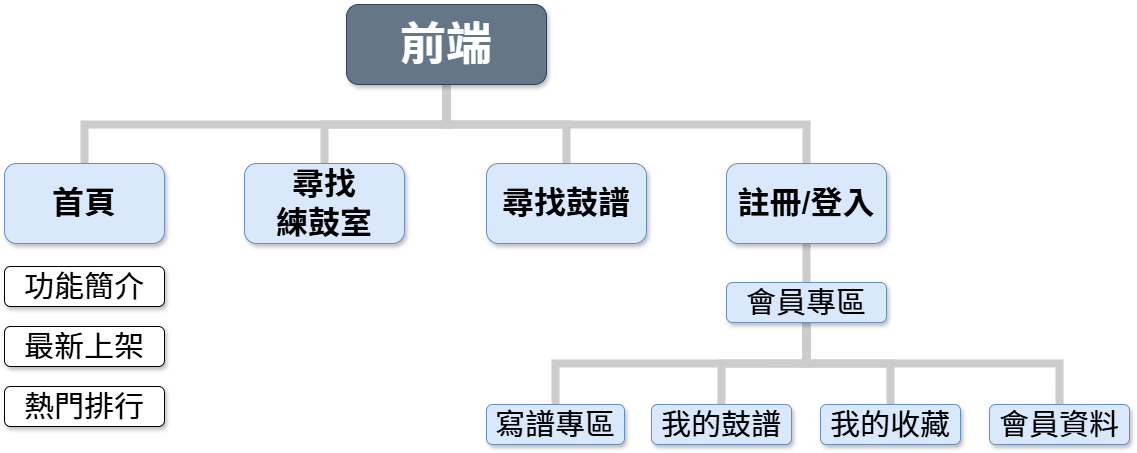 前端
首頁
尋找
練鼓室
尋找鼓譜
註冊/登入
功能簡介
最新上架
熱門排行
會員專區
寫譜專區
我的鼓譜
我的收藏
會員資料